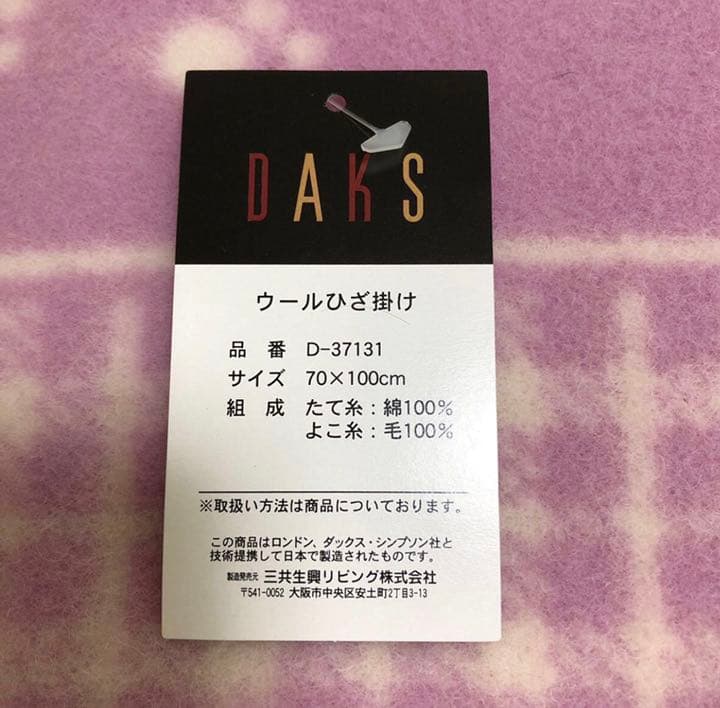 DAKS
ウールひざ掛け
品 番 D-37131
サイズ 70×100cm
組 成 たて糸：綿100%
よこ糸：毛100%
※取扱い方法は商品についております。
この商品はロンドン、ダックス・シンプソン社と
技術提携して日本で製造されたものです。
製造発売元 三共生興リビング株式会社
〒541-0052 大阪市中央区安土町2丁目3-13